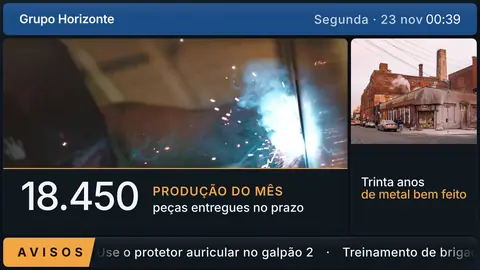 Grupo Horizonte
Segunda · 23 nov 00:39
18.450
PRODUÇÃO DO MÊS
peças entregues no prazo
Trinta anos
de metal bem feito
AVISOS
Use o protetor auricular no galpão 2 · Treinamento de